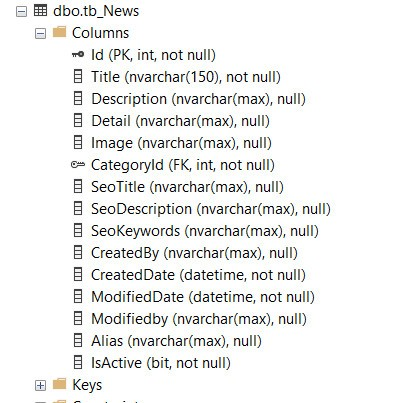 dbo.tb_News
Columns
Id (PK, int, not null)
Title (nvarchar(150), not null)
Description (nvarchar(max), null)
Detail (nvarchar(max), null)
Image (nvarchar(max), null)
CategoryId (FK, int, not null)
SeoTitle (nvarchar(max), null)
SeoDescription (nvarchar(max), null)
SeoKeywords (nvarchar(max), null)
CreatedBy (nvarchar(max), null)
CreatedDate (datetime, not null)
ModifiedDate (datetime, not null)
Modifiedby (nvarchar(max), null)
Alias (nvarchar(max), null)
IsActive (bit, not null)
Keys